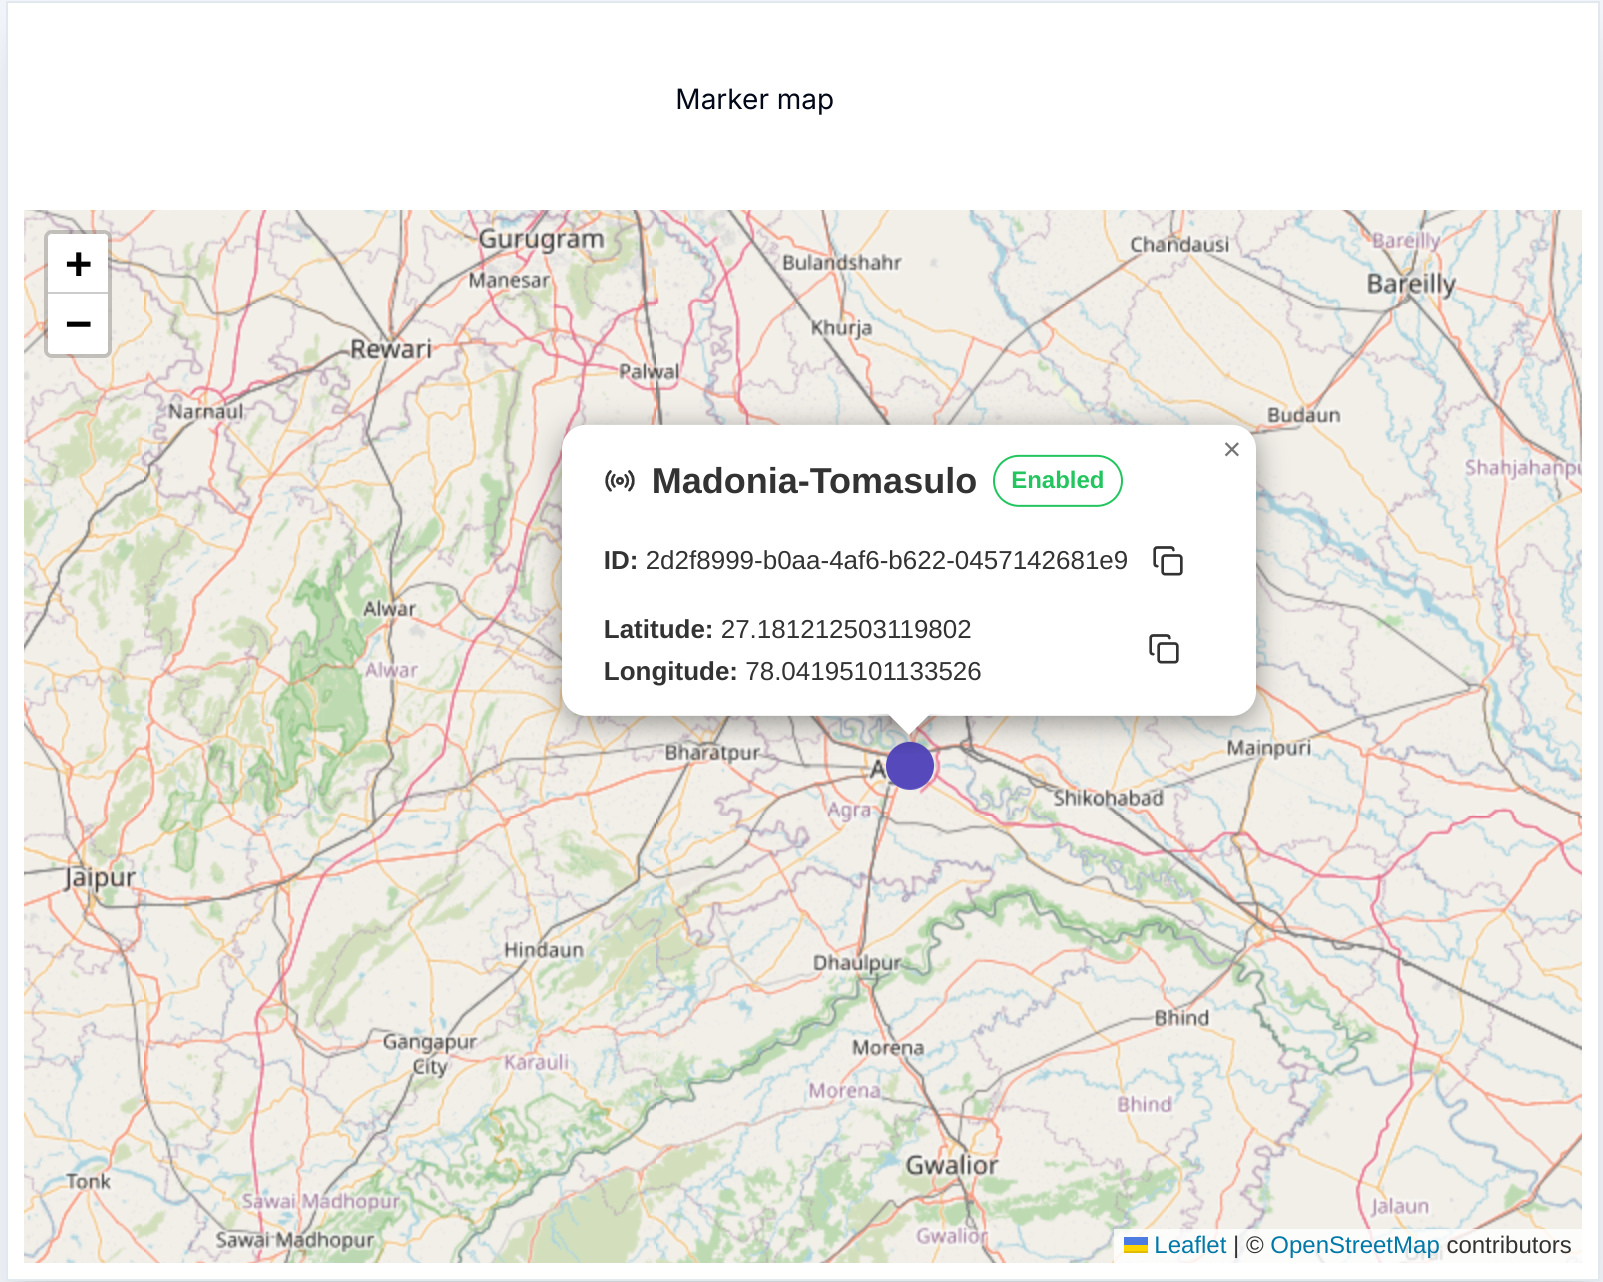 Marker map
+
−
Gurugram
Manesar
Bulandshahr
Chandausi
Bareilly
Bareilly
Khurja
Rewari
Palwal
Narnaul
Budaun
Madonia-Tomasulo
Enabled
×
ID: 2d2f8999-b0aa-4af6-b622-0457142681e9
Latitude: 27.181212503119802
Longitude: 78.04195101133526
Alwar
Alwar
Bharatpur
Mainpuri
Agra
Shikohabad
Jaipur
Hindaun
Dhaulpur
Bhind
Gangapur
City
Karauli
Morena
Morena
Bhind
Gwalior
Tonk
Sawai Madhopur
Jalaun
Sawai Madhopur
Gwalior
Leaflet | © OpenStreetMap contributors